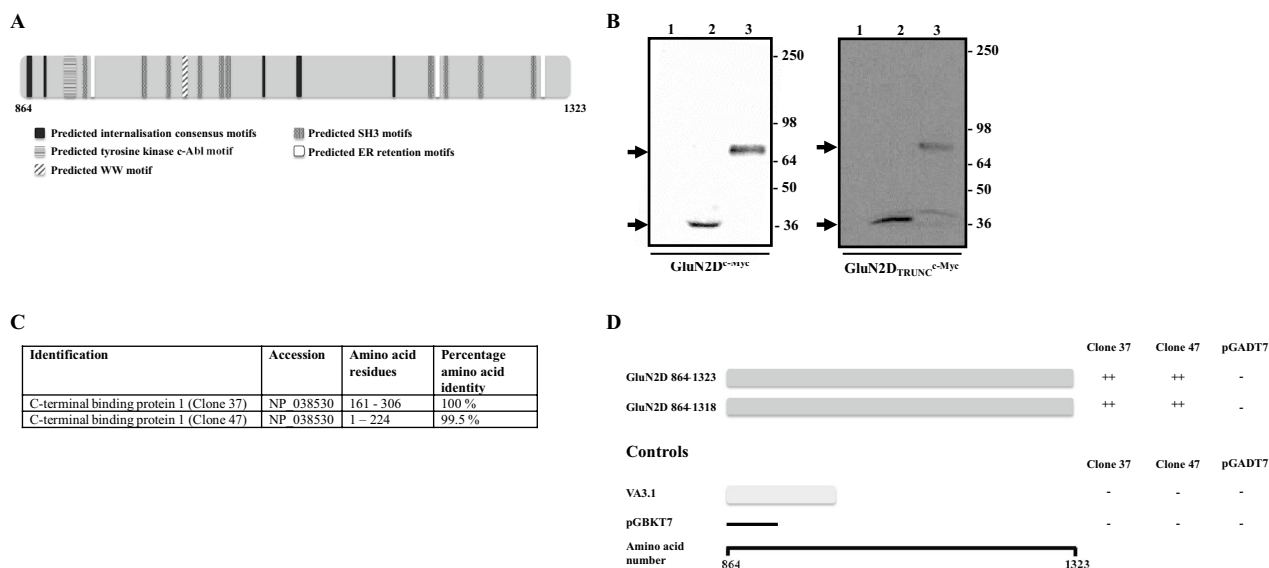 A
864
1323
Predicted internalisation consensus motifs
Predicted tyrosine kinase c-Abl motif
Predicted WW motif
Predicted SH3 motifs
Predicted ER retention motifs
B
1 2 3
- 250
- 98
- 64
- 50
- 36
GluN2D^c-Myc
1 2 3
- 250
- 98
- 64
- 50
- 36
GluN2D_TRUNC^c-Myc
C
Identification Accession Amino acid residues Percentage amino acid identity
C-terminal binding protein 1 (Clone 37) NP_038530 161 - 306 100 %
C-terminal binding protein 1 (Clone 47) NP_038530 1 – 224 99.5 %
D
Clone 37 Clone 47 pGADT7
GluN2D 864-1323 ++ ++ -
GluN2D 864-1318 ++ ++ -
Controls
Clone 37 Clone 47 pGADT7
VA3.1 - - -
pGBKT7 - - -
Amino acid
number
864 1323